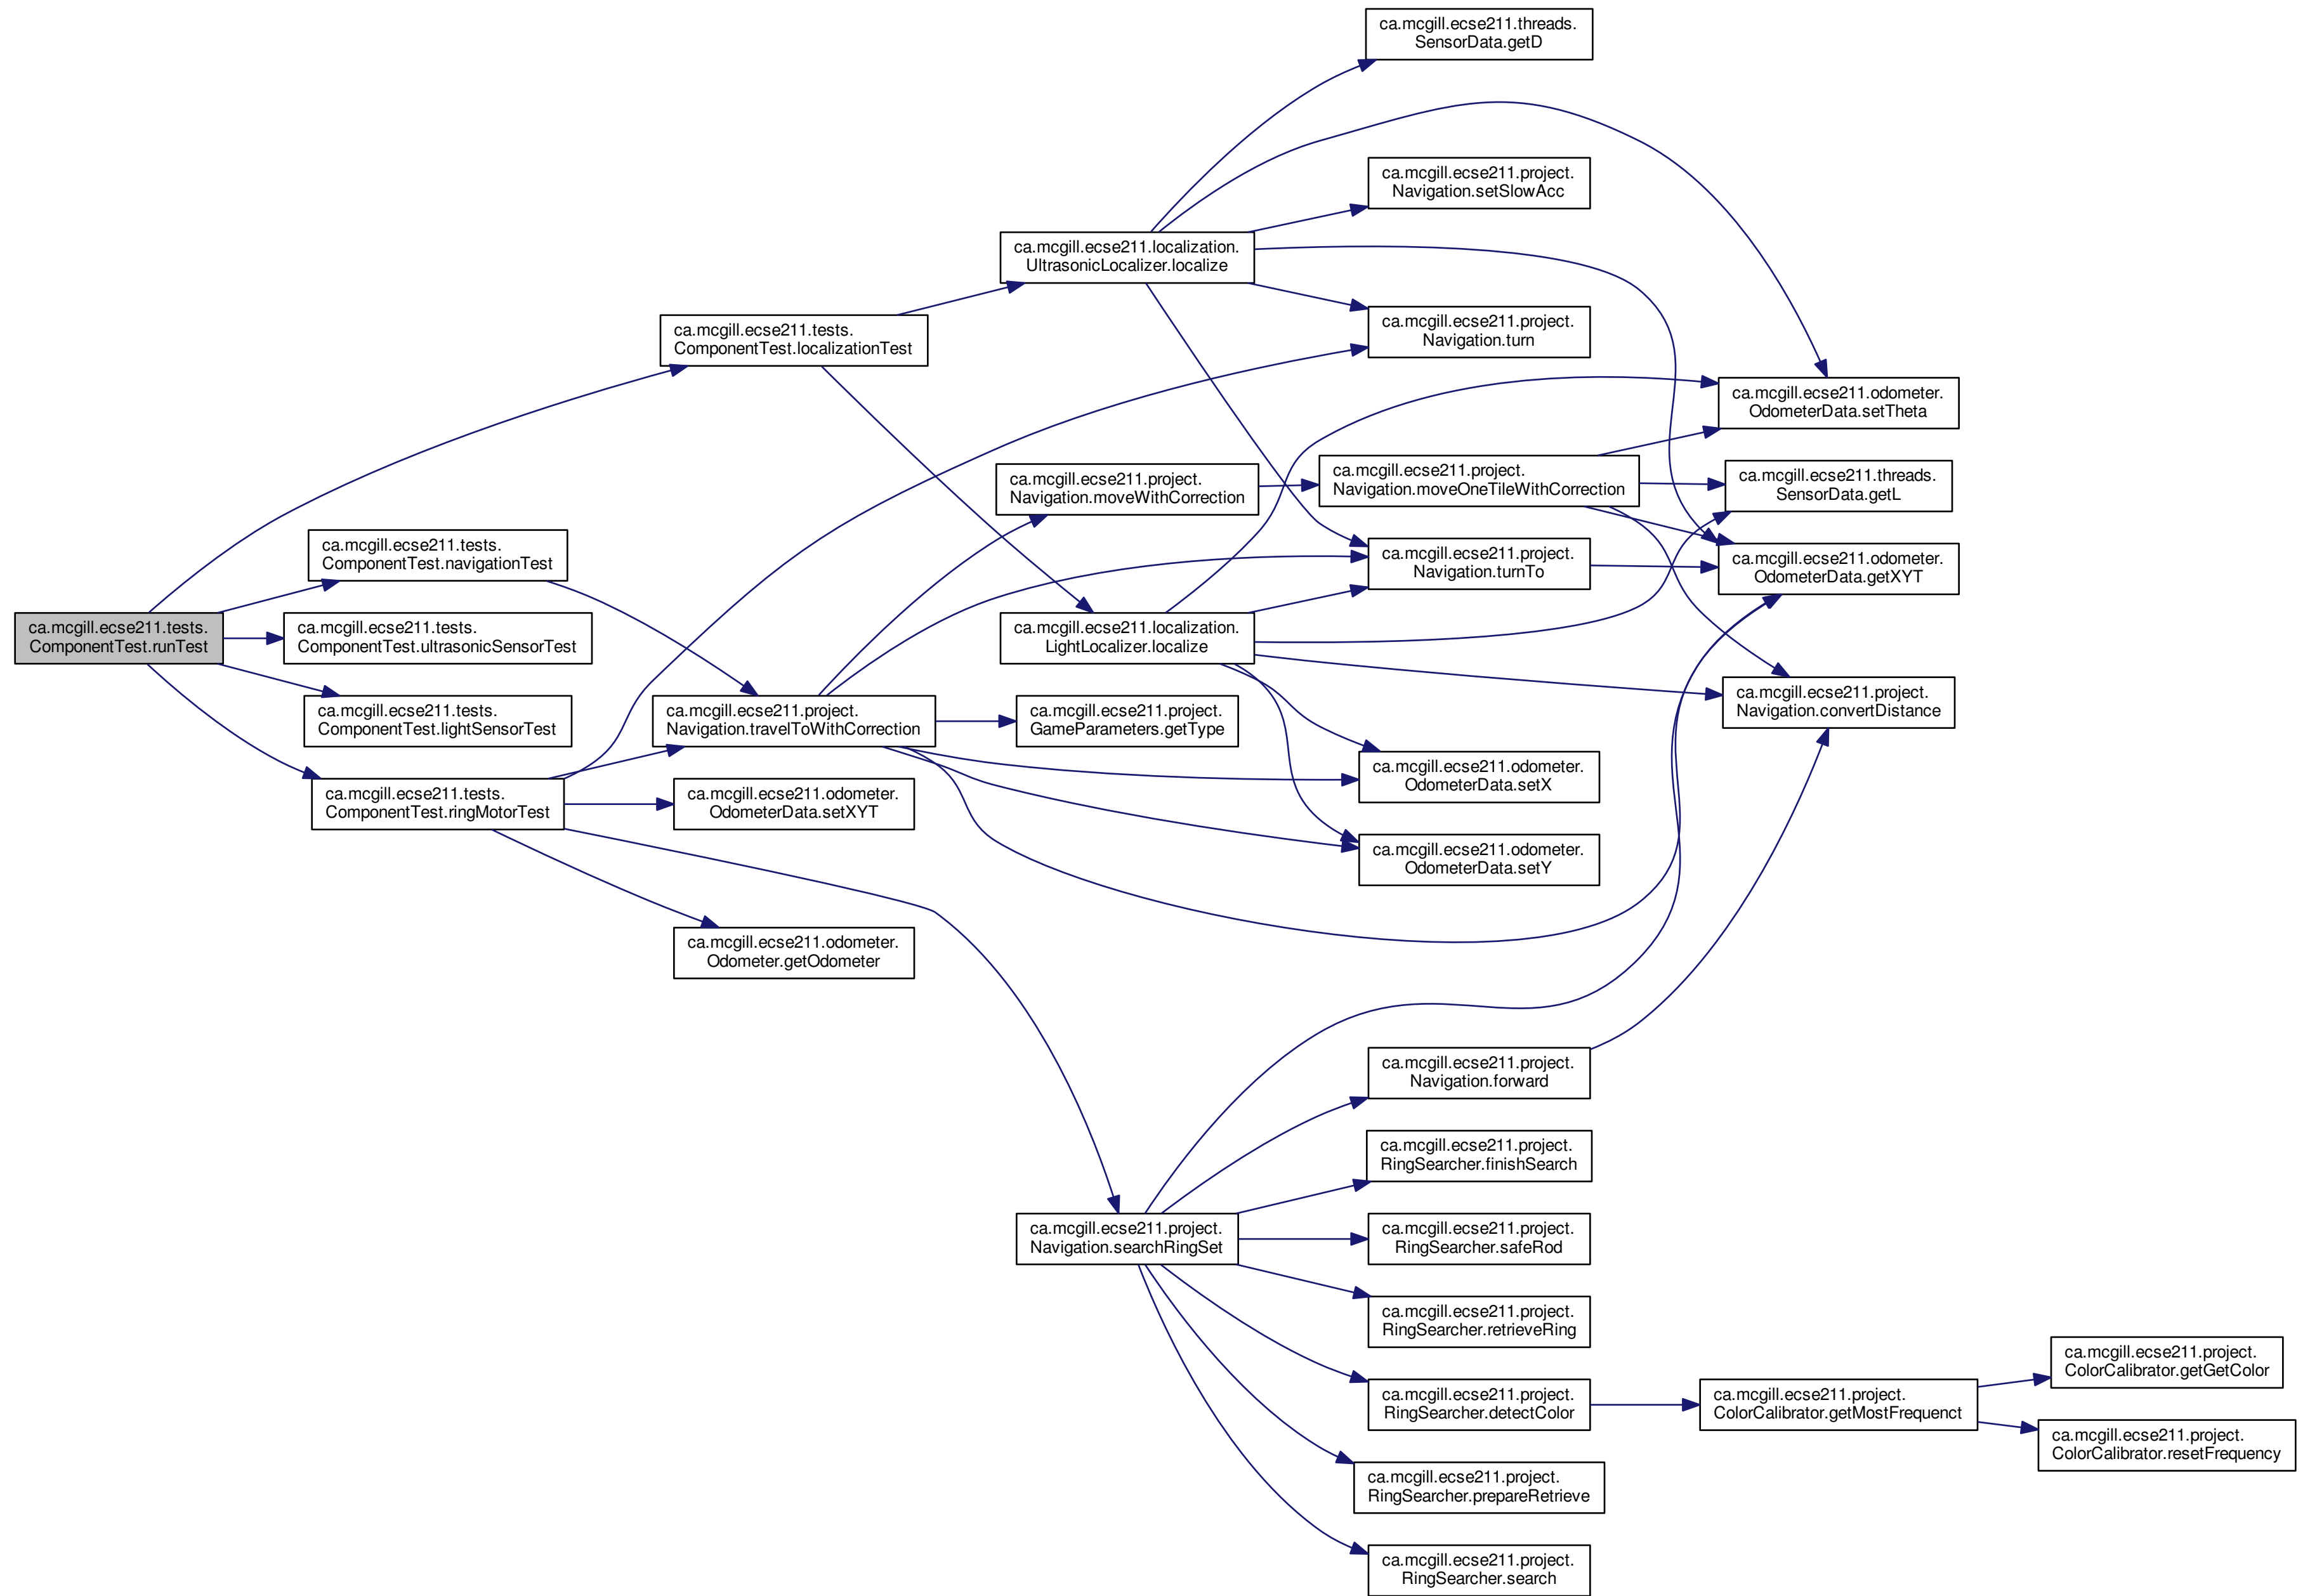 ca.mcgill.ecse211.threads.
SensorData.getD
ca.mcgill.ecse211.project.
Navigation.setSlowAcc
ca.mcgill.ecse211.localization.
UltrasonicLocalizer.localize
ca.mcgill.ecse211.project.
Navigation.turn
ca.mcgill.ecse211.tests.
ComponentTest.localizationTest
ca.mcgill.ecse211.odometer.
OdometerData.setTheta
ca.mcgill.ecse211.project.
Navigation.moveWithCorrection
ca.mcgill.ecse211.project.
Navigation.moveOneTileWithCorrection
ca.mcgill.ecse211.threads.
SensorData.getL
ca.mcgill.ecse211.tests.
ComponentTest.navigationTest
ca.mcgill.ecse211.project.
Navigation.turnTo
ca.mcgill.ecse211.odometer.
OdometerData.getXYT
ca.mcgill.ecse211.tests.
ComponentTest.runTest
ca.mcgill.ecse211.tests.
ComponentTest.ultrasonicSensorTest
ca.mcgill.ecse211.localization.
LightLocalizer.localize
ca.mcgill.ecse211.tests.
ComponentTest.lightSensorTest
ca.mcgill.ecse211.project.
Navigation.travelToWithCorrection
ca.mcgill.ecse211.project.
GameParameters.getType
ca.mcgill.ecse211.project.
Navigation.convertDistance
ca.mcgill.ecse211.odometer.
OdometerData.setX
ca.mcgill.ecse211.tests.
ComponentTest.ringMotorTest
ca.mcgill.ecse211.odometer.
OdometerData.setXYT
ca.mcgill.ecse211.odometer.
OdometerData.setY
ca.mcgill.ecse211.odometer.
Odometer.getOdometer
ca.mcgill.ecse211.project.
Navigation.forward
ca.mcgill.ecse211.project.
RingSearcher.finishSearch
ca.mcgill.ecse211.project.
Navigation.searchRingSet
ca.mcgill.ecse211.project.
RingSearcher.safeRod
ca.mcgill.ecse211.project.
RingSearcher.retrieveRing
ca.mcgill.ecse211.project.
RingSearcher.detectColor
ca.mcgill.ecse211.project.
ColorCalibrator.getMostFrequenct
ca.mcgill.ecse211.project.
ColorCalibrator.getGetColor
ca.mcgill.ecse211.project.
ColorCalibrator.resetFrequency
ca.mcgill.ecse211.project.
RingSearcher.prepareRetrieve
ca.mcgill.ecse211.project.
RingSearcher.search